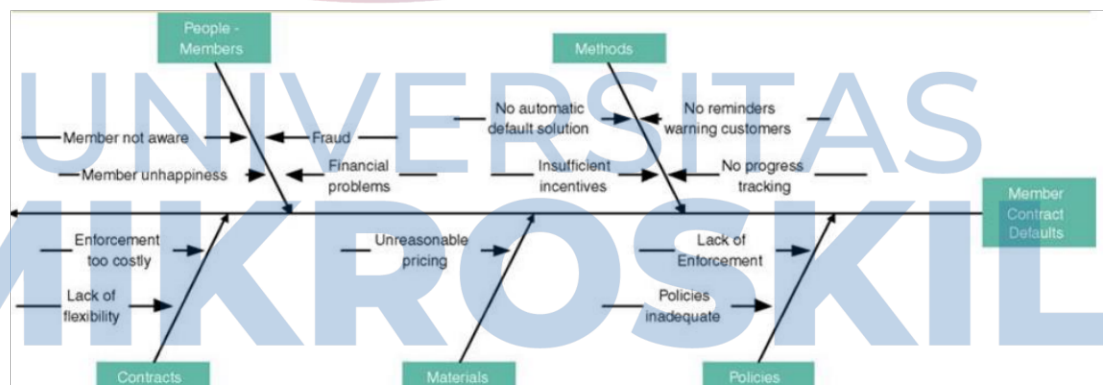 People -
Members
Methods
No automatic
default solution
No reminders
warning customers
Member not aware
Fraud
Member unhappiness
Financial
problems
Insufficient
incentives
No progress
tracking
Member
Contract
Defaults
Enforcement
too costly
Unreasonable
pricing
Lack of
Enforcement
Lack of
flexibility
Policies
inadequate
Contracts
Materials
Policies
UNIVERSITAS
MIKROSKIL